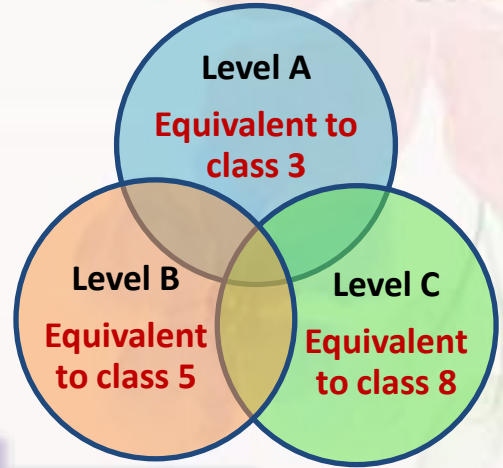 Level A
Equivalent to
class 3
Level B
Equivalent
to class 5
Level C
Equivalent
to class 8